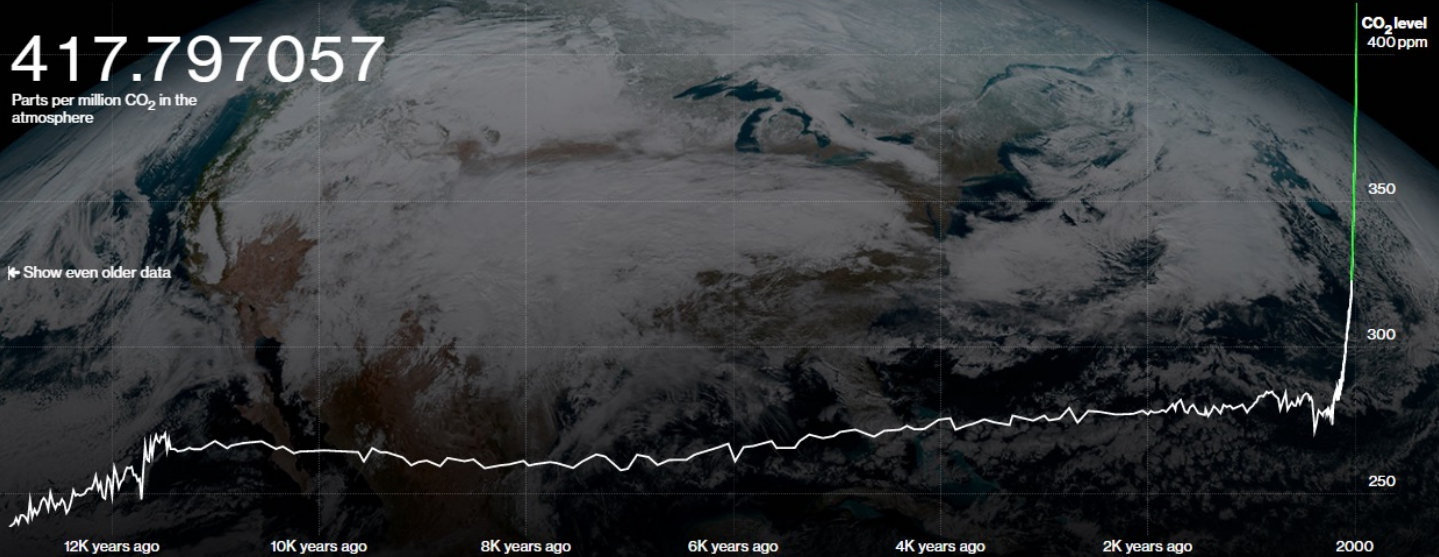 417.797057
Parts per million CO₂ in the
atmosphere
CO₂ level
400 ppm
350
Show even older data
300
250
12K years ago
10K years ago
8K years ago
6K years ago
4K years ago
2K years ago
2000